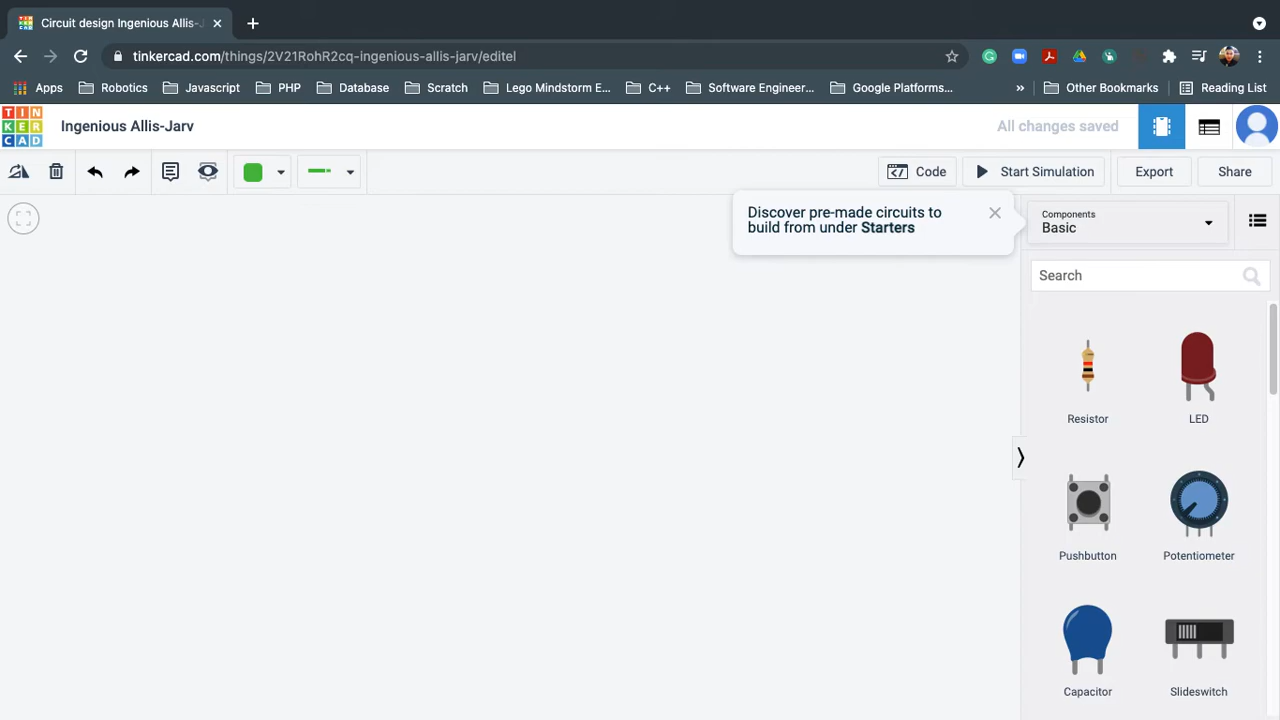 Circuit design Ingenious Allis-J
tinkercad.com/things/2V21RohR2cq-ingenious-allis-jarv/editel
Apps Robotics Javascript PHP Database Scratch Lego Mindstorm E... C++ Software Engineer... Google Platforms... » Other Bookmarks Reading List
TIN
KER
CAD
Ingenious Allis-Jarv
All changes saved
Code Start Simulation Export Share
Discover pre-made circuits to
build from under Starters
Components
Basic
Search
Resistor LED
Pushbutton Potentiometer
Capacitor Slideswitch